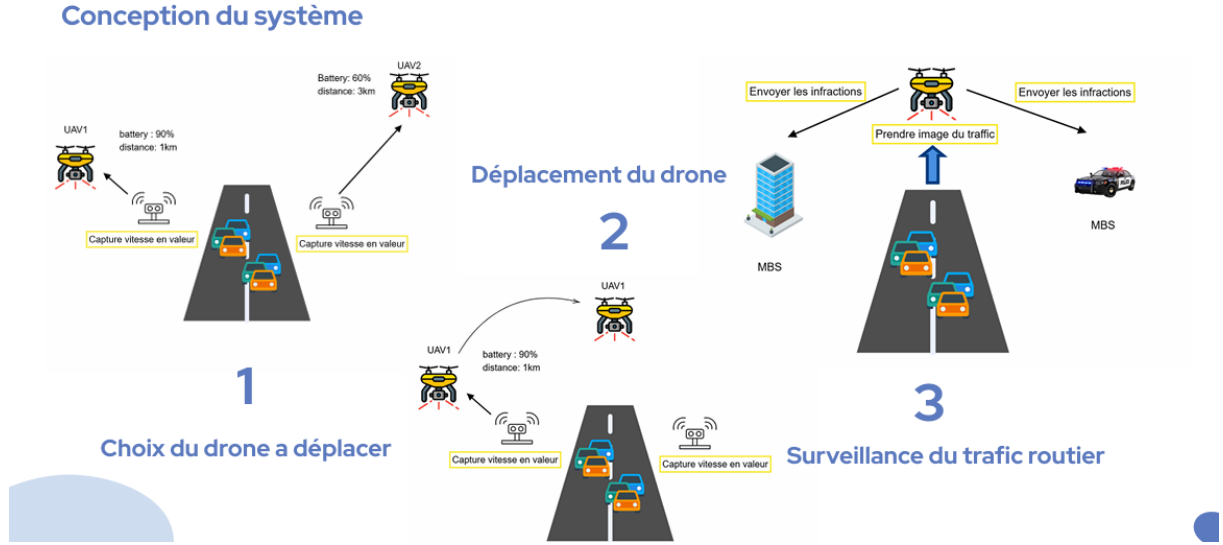 Conception du système
UAV2
Battery: 60%
distance: 3km
UAV1
battery : 90%
distance: 1km
Capture vitesse en valeur
Capture vitesse en valeur
1
Choix du drone a déplacer
Déplacement du drone
2
UAV1
UAV1
battery : 90%
distance: 1km
Capture vitesse en valeur
Capture vitesse en valeur
Envoyer les infractions
Envoyer les infractions
Prendre image du traffic
MBS
MBS
3
Surveillance du trafic routier